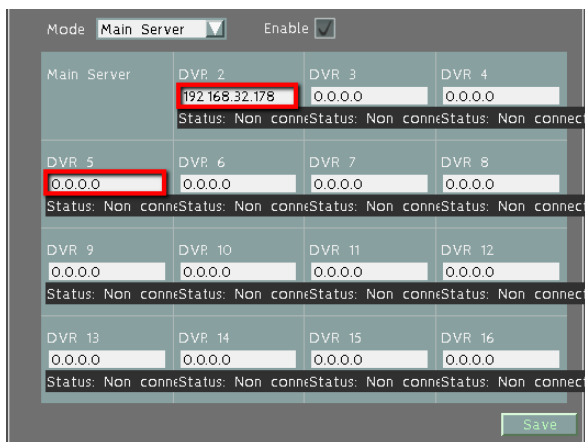 Mode Main Server Enable
Main Server DVR 2 DVR 3 DVR 4
192.168.32.178 0.0.0.0 0.0.0.0
Status: Non conne Status: Non conne Status: Non connect
DVR 5 DVR 6 DVR 7 DVR 8
0.0.0.0 0.0.0.0 0.0.0.0 0.0.0.0
Status: Non conne Status: Non conne Status: Non conne Status: Non connect
DVR 9 DVR 10 DVR 11 DVR 12
0.0.0.0 0.0.0.0 0.0.0.0 0.0.0.0
Status: Non conne Status: Non conne Status: Non conne Status: Non connect
DVR 13 DVR 14 DVR 15 DVR 16
0.0.0.0 0.0.0.0 0.0.0.0 0.0.0.0
Status: Non conne Status: Non conne Status: Non conne Status: Non connect
Save